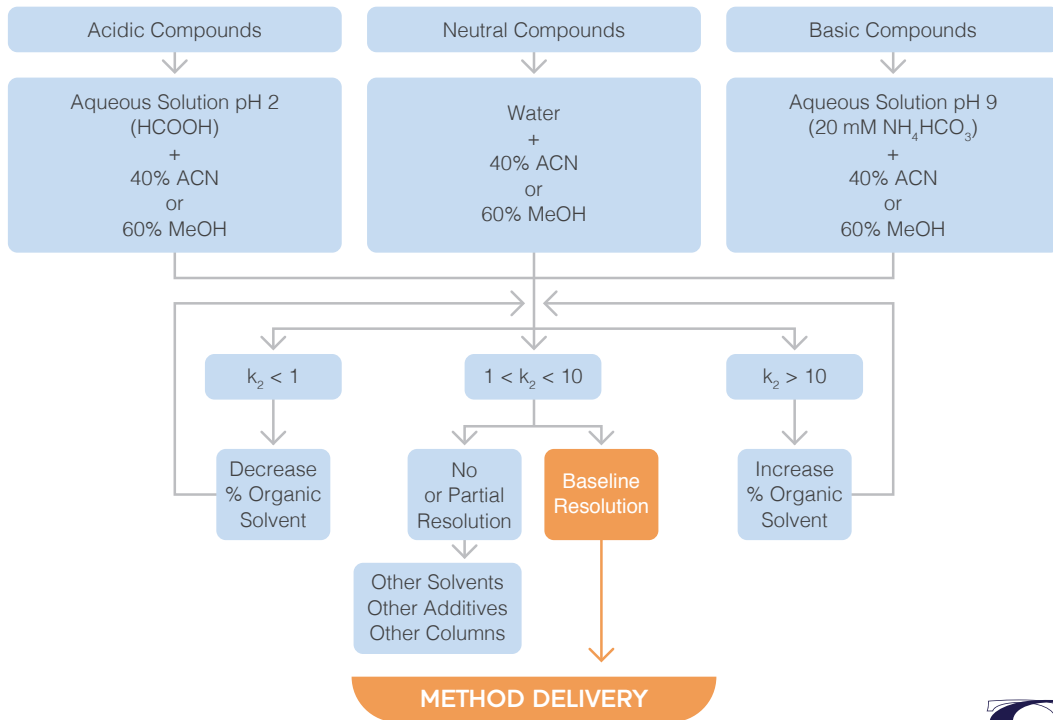 Acidic Compounds
Neutral Compounds
Basic Compounds
Aqueous Solution pH 2
(HCOOH)
+
40% ACN
or
60% MeOH
Water
+
40% ACN
or
60% MeOH
Aqueous Solution pH 9
(20 mM NH₄HCO₃)
+
40% ACN
or
60% MeOH
k₂ < 1
1 < k₂ < 10
k₂ > 10
Decrease
% Organic
Solvent
No
or Partial
Resolution
Baseline
Resolution
Increase
% Organic
Solvent
Other Solvents
Other Additives
Other Columns
METHOD DELIVERY